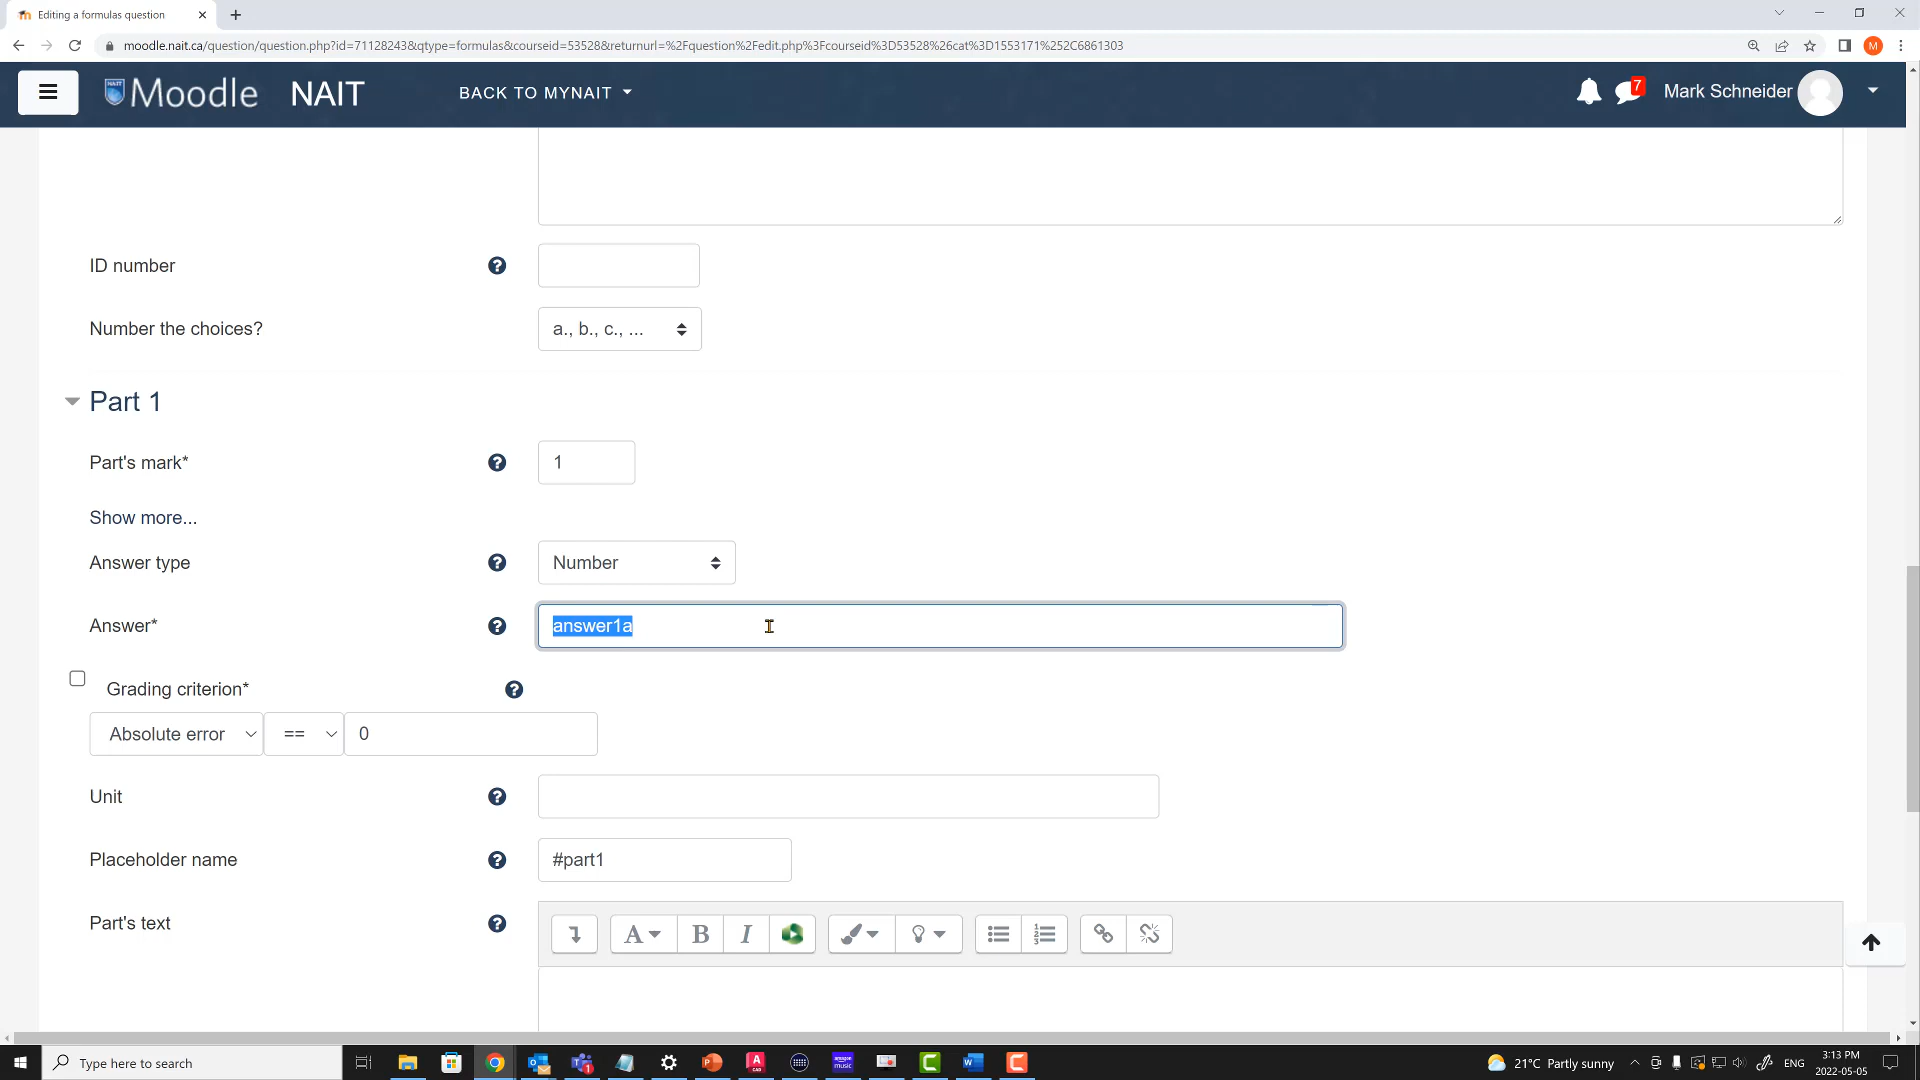 Editing a formulas question
moodle.nait.ca/question/question.php?id=71128243&qtype=formulas&courseid=53528&returnurl=%2Fquestion%2Fedit.php%3Fcourseid%3D53528%26cat%3D1553171%252C6861303
M
NAIT Moodle NAIT BACK TO MYNAIT 7 Mark Schneider
ID number
Number the choices? a., b., c., ...
Part 1
Part's mark* 1
Show more...
Answer type Number
Answer* answer1a
Grading criterion*
Absolute error == 0
Unit
Placeholder name #part1
Part's text A B I
Type here to search 21°C Partly sunny ENG 3:13 PM
2022-05-05